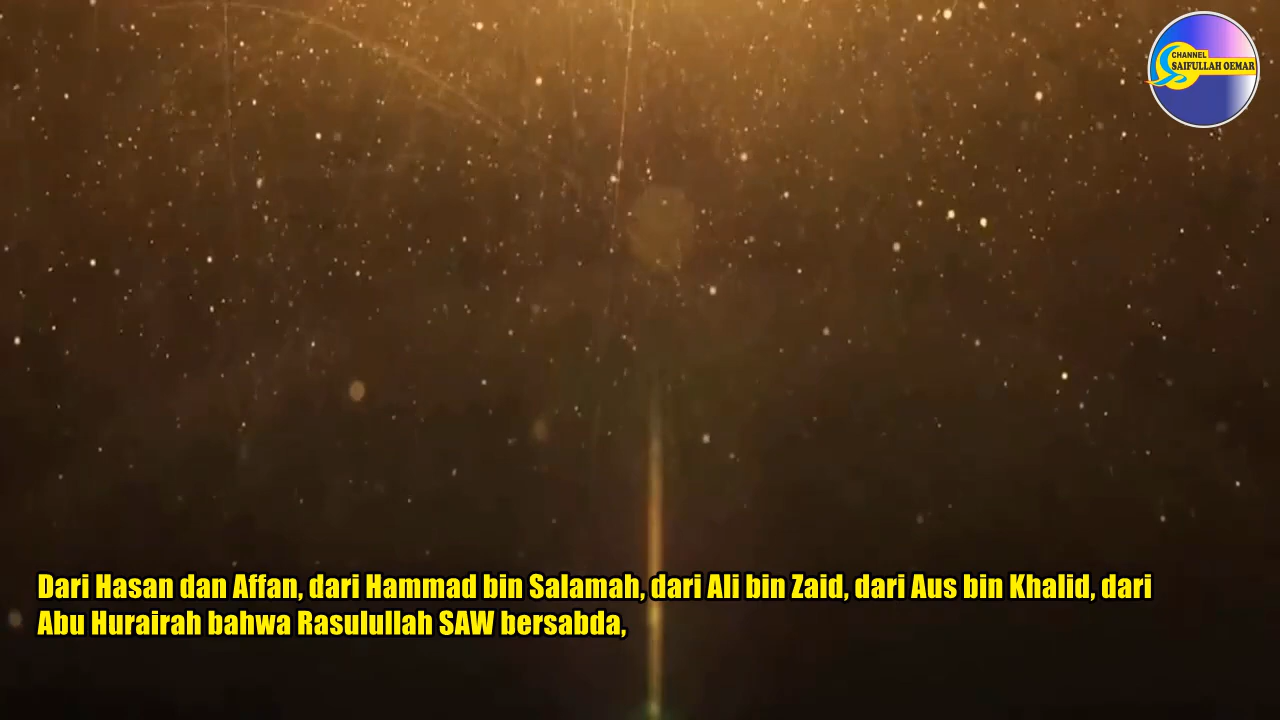 CHANNEL
SAIFULLAH OEMAR
Dari Hasan dan Affan, dari Hammad bin Salamah, dari Ali bin Zaid, dari Aus bin Khalid, dari
Abu Hurairah bahwa Rasulullah SAW bersabda,